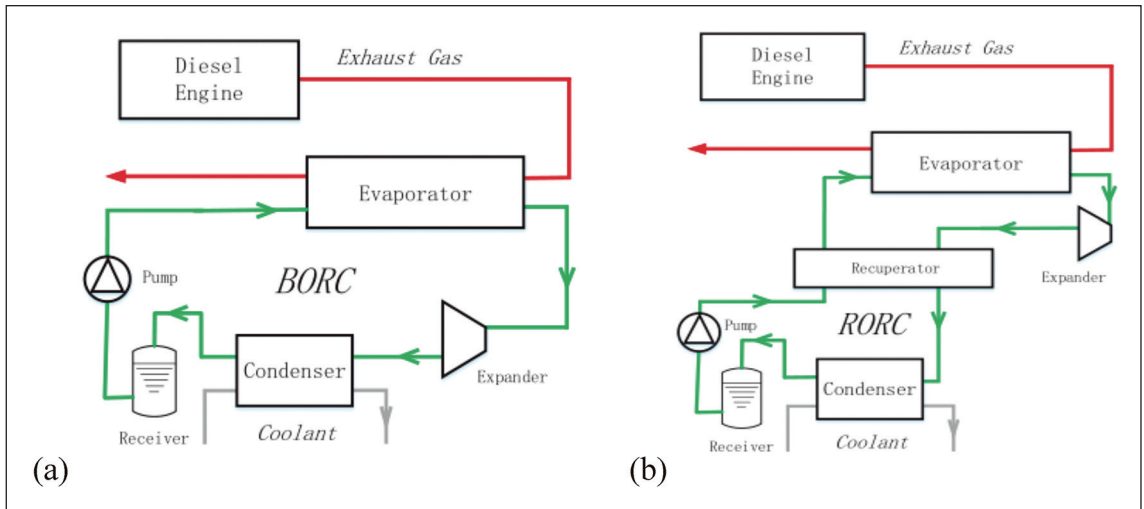 Diesel
Engine
Exhaust Gas
Evaporator
Pump
BORC
Condenser
Expander
Receiver
Coolant
(a)
Diesel
Engine
Exhaust Gas
Evaporator
Recuperator
Expander
Pump
RORC
Condenser
Receiver
Coolant
(b)